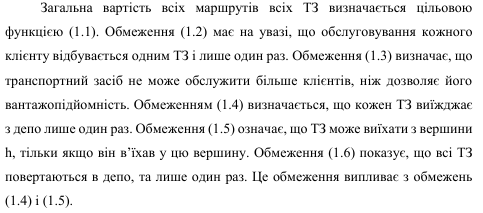 Загальна вартість всіх маршрутів всіх ТЗ визначається цільовою
функцією (1.1). Обмеження (1.2) має на увазі, що обслуговування кожного
клієнту відбувається одним ТЗ і лише один раз. Обмеження (1.3) визначає, що
транспортний засіб не може обслужити більше клієнтів, ніж дозволяє його
вантажопідйомність. Обмеженням (1.4) визначається, що кожен ТЗ виїжджає
з депо лише один раз. Обмеження (1.5) означає, що ТЗ може виїхати з вершини
h, тільки якщо він в’їхав у цю вершину. Обмеження (1.6) показує, що всі ТЗ
повертаються в депо, та лише один раз. Це обмеження випливає з обмежень
(1.4) і (1.5).